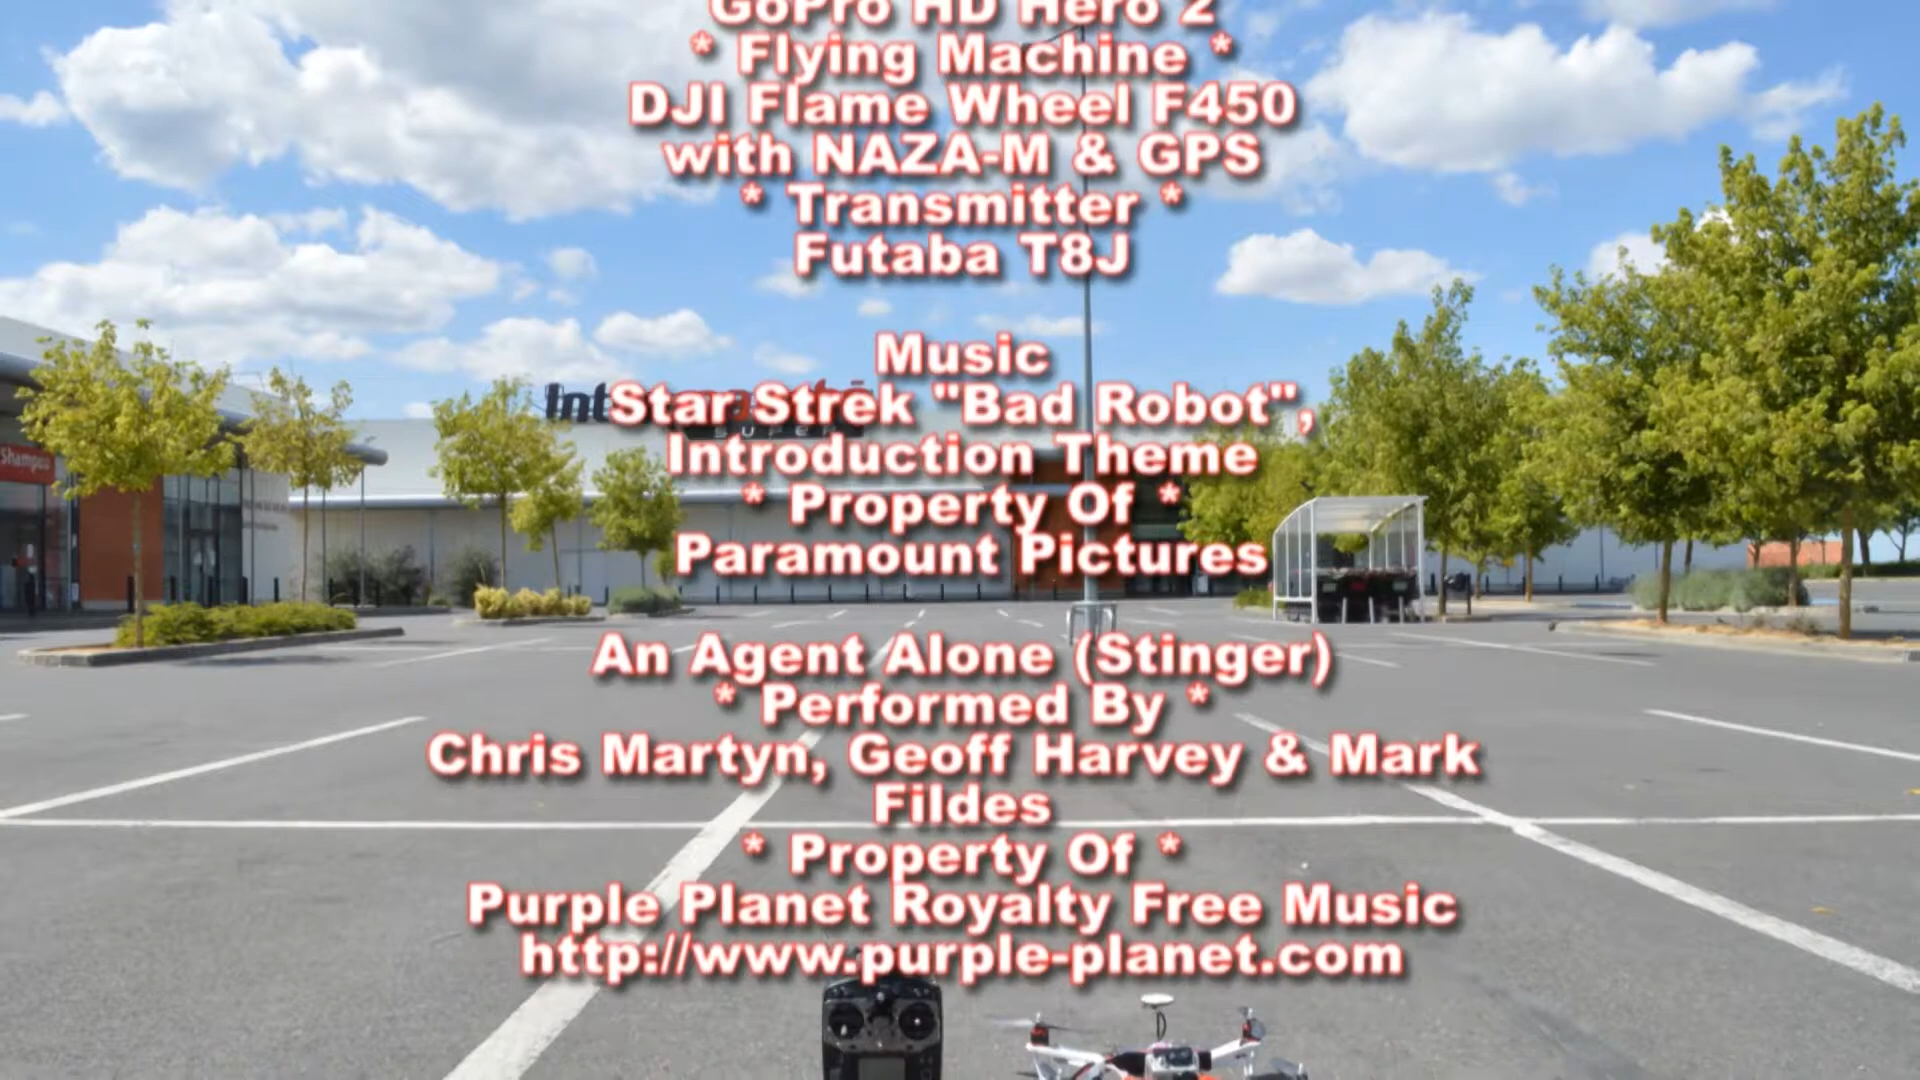 GoPro HD Hero 2
* Flying Machine *
DJI Flame Wheel F450
with NAZA-M & GPS
* Transmitter *
Futaba T8J
Music
Star Strek "Bad Robot",
Introduction Theme
* Property Of *
Paramount Pictures
An Agent Alone (Stinger)
* Performed By *
Chris Martyn, Geoff Harvey & Mark
Fildes
* Property Of *
Purple Planet Royalty Free Music
http://www.purple-planet.com
SUPER
Shampoo